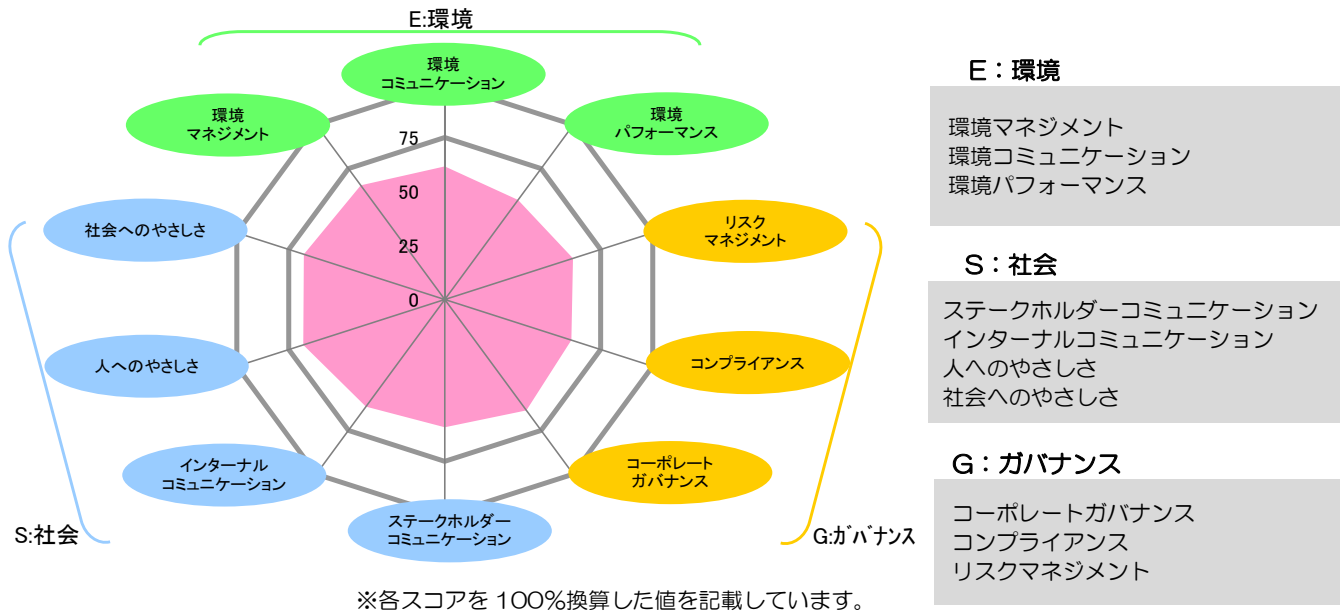 E:環境
環境
コミュニケーション
環境
マネジメント
環境
パフォーマンス
75
50
25
0
社会へのやさしさ
リスク
マネジメント
人へのやさしさ
コンプライアンス
インターナル
コミュニケーション
コーポレート
ガバナンス
ステークホルダー
コミュニケーション
S:社会
G:ガバナンス
※各スコアを 100%換算した値を記載しています。
E:環境
環境マネジメント
環境コミュニケーション
環境パフォーマンス
S:社会
ステークホルダーコミュニケーション
インターナルコミュニケーション
人へのやさしさ
社会へのやさしさ
G:ガバナンス
コーポレートガバナンス
コンプライアンス
リスクマネジメント